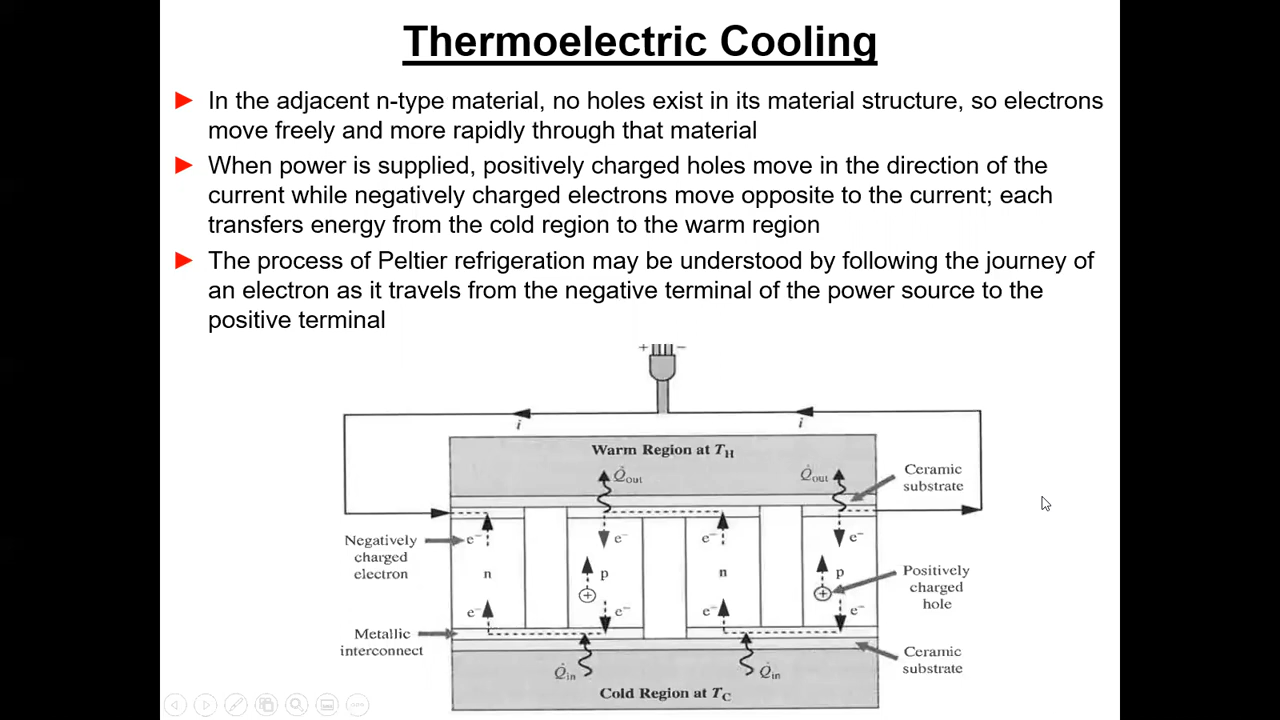 Thermoelectric Cooling
► In the adjacent n-type material, no holes exist in its material structure, so electrons
move freely and more rapidly through that material
► When power is supplied, positively charged holes move in the direction of the
current while negatively charged electrons move opposite to the current; each
transfers energy from the cold region to the warm region
► The process of Peltier refrigeration may be understood by following the journey of
an electron as it travels from the negative terminal of the power source to the
positive terminal
+ −
i i
Warm Region at T_H
Q̇_out Q̇_out
Ceramic
substrate
Negatively
charged
electron
e⁻ e⁻ e⁻ e⁻
n p n p
+ +
Positively
charged
hole
e⁻ e⁻ e⁻ e⁻
Metallic
interconnect
Ceramic
substrate
Q̇_in Q̇_in
Cold Region at T_C